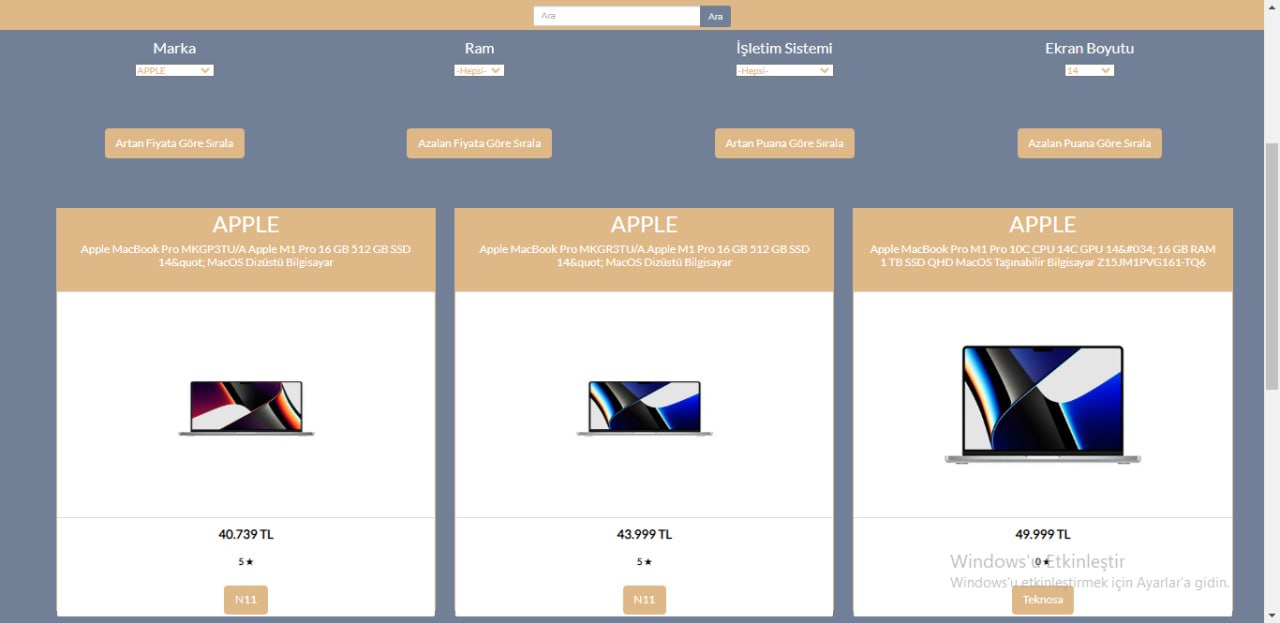 Ara Ara
Marka Ram İşletim Sistemi Ekran Boyutu
APPLE -Hepsi- -Hepsi- 14
Artan Fiyata Göre Sırala Azalan Fiyata Göre Sırala Artan Puana Göre Sırala Azalan Puana Göre Sırala
APPLE
Apple MacBook Pro MKGP3TU/A Apple M1 Pro 16 GB 512 GB SSD
14&quot; MacOS Dizüstü Bilgisayar
40.739 TL
5 ★
N11
APPLE
Apple MacBook Pro MKGR3TU/A Apple M1 Pro 16 GB 512 GB SSD
14&quot; MacOS Dizüstü Bilgisayar
43.999 TL
5 ★
N11
APPLE
Apple MacBook Pro M1 Pro 10C CPU 14C GPU 14&#034; 16 GB RAM
1 TB SSD QHD MacOS Taşınabilir Bilgisayar Z15JM1PVG161-TQ6
49.999 TL
0 ★
Teknosa
Windows'u Etkinleştir
Windows'u etkinleştirmek için Ayarlar'a gidin.